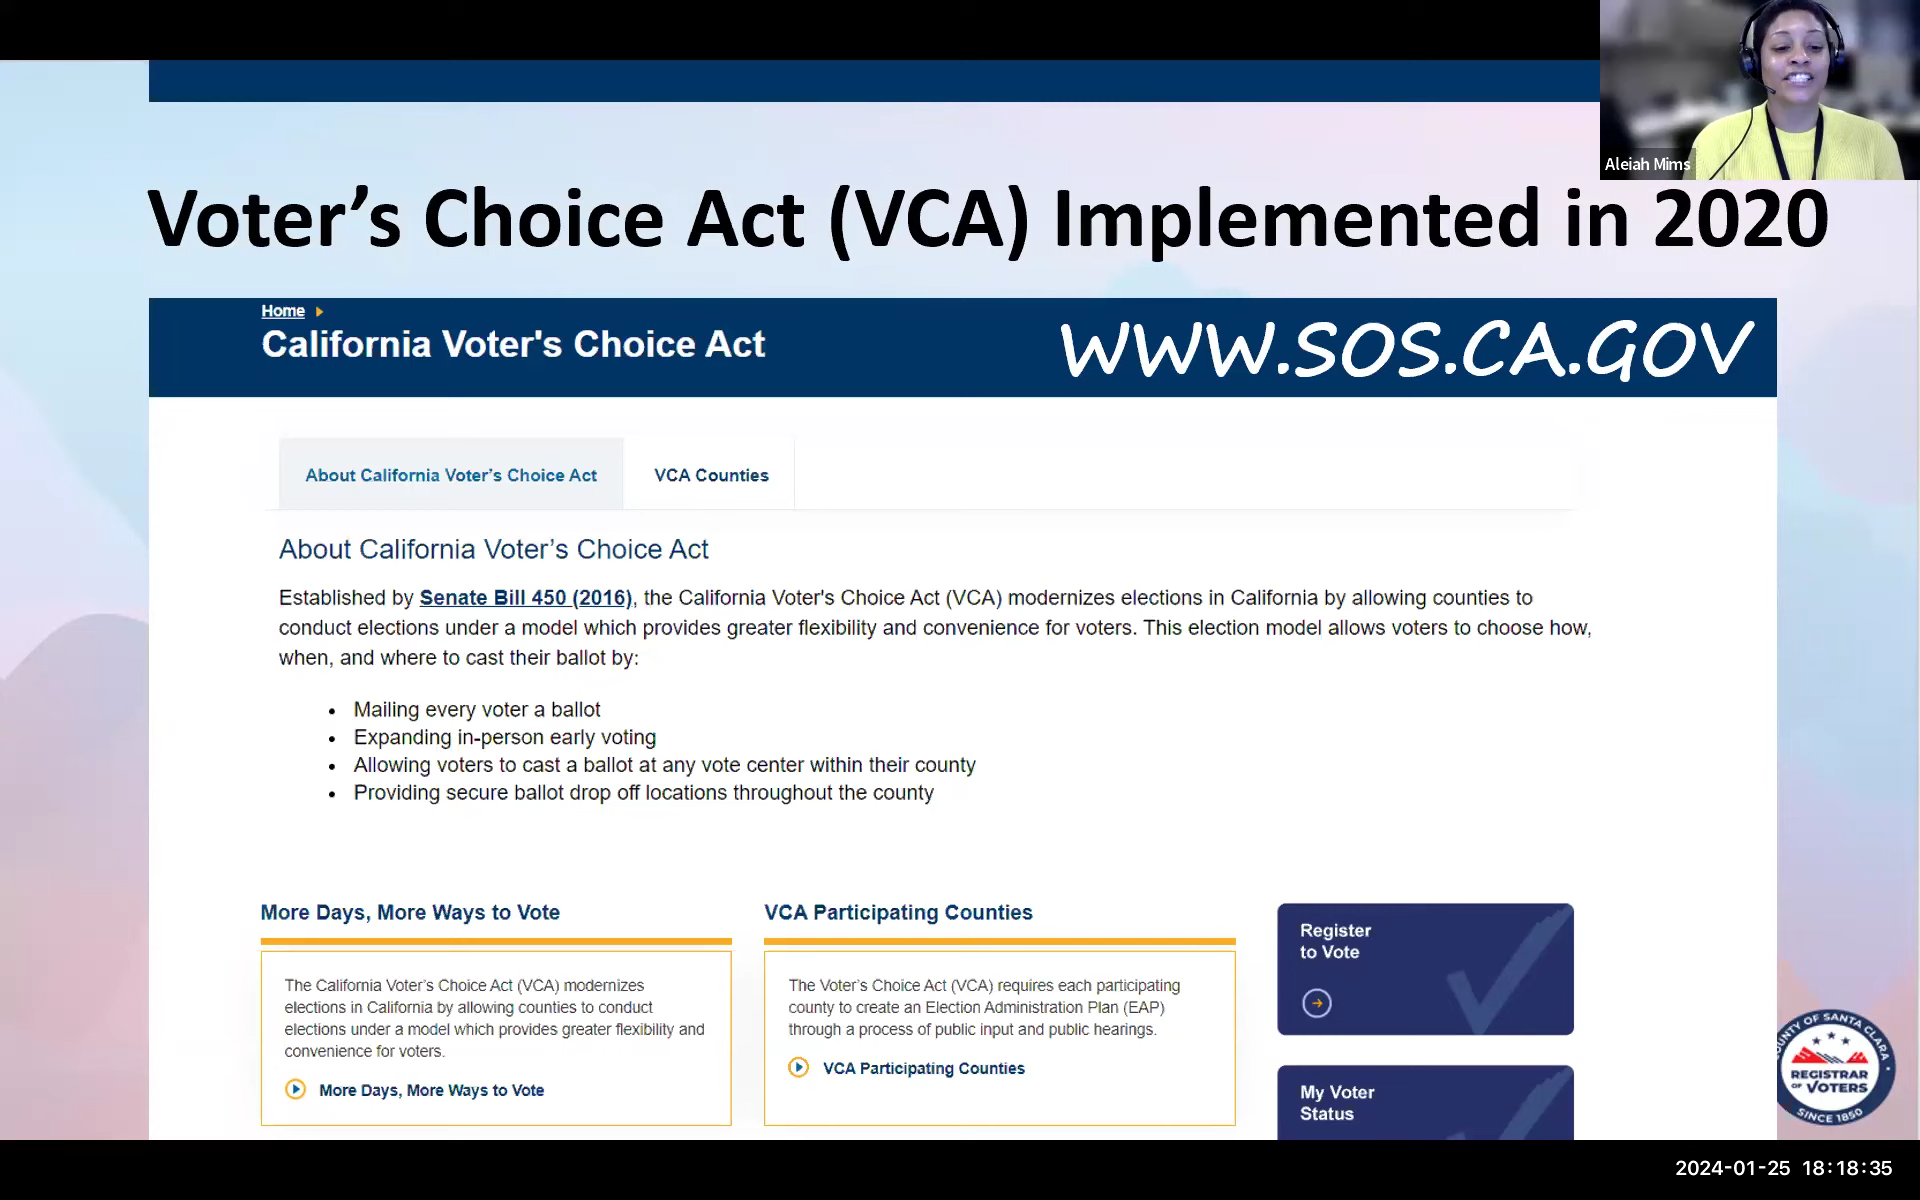 Aleiah Mims
Voter’s Choice Act (VCA) Implemented in 2020
Home
California Voter's Choice Act
WWW.SOS.CA.GOV
About California Voter’s Choice Act
VCA Counties
About California Voter’s Choice Act
Established by Senate Bill 450 (2016), the California Voter's Choice Act (VCA) modernizes elections in California by allowing counties to
conduct elections under a model which provides greater flexibility and convenience for voters. This election model allows voters to choose how,
when, and where to cast their ballot by:
• Mailing every voter a ballot
• Expanding in-person early voting
• Allowing voters to cast a ballot at any vote center within their county
• Providing secure ballot drop off locations throughout the county
More Days, More Ways to Vote
The California Voter’s Choice Act (VCA) modernizes
elections in California by allowing counties to conduct
elections under a model which provides greater flexibility and
convenience for voters.
More Days, More Ways to Vote
VCA Participating Counties
The Voter’s Choice Act (VCA) requires each participating
county to create an Election Administration Plan (EAP)
through a process of public input and public hearings.
VCA Participating Counties
Register
to Vote
My Voter
Status
COUNTY OF SANTA CLARA
REGISTRAR
OF VOTERS
SINCE 1850
2024-01-25 18:18:35